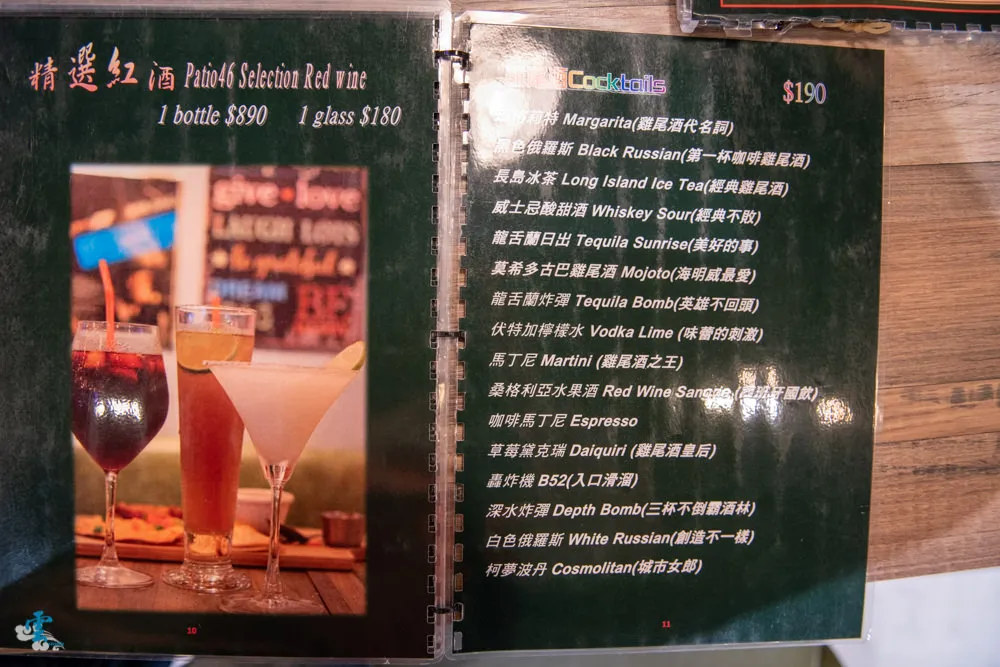 精選紅酒 Patio46 Selection Red wine
1 bottle $890 1 glass $180
give love
LAUGH LOTS
be grateful
DREAM
10
Cocktails $190
特 Margarita(雞尾酒代名詞)
色俄羅斯 Black Russian(第一杯咖啡雞尾酒)
長島冰茶 Long Island Ice Tea(經典雞尾酒)
威士忌酸甜酒 Whiskey Sour(經典不敗)
龍舌蘭日出 Tequila Sunrise(美好的事)
莫希多古巴雞尾酒 Mojoto(海明威最愛)
龍舌蘭炸彈 Tequila Bomb(英雄不回頭)
伏特加檸檬水 Vodka Lime (味蕾的刺激)
馬丁尼 Martini (雞尾酒之王)
桑格利亞水果酒 Red Wine (西班牙國飲)
咖啡馬丁尼 Espresso
草莓黛克瑞 Daiquiri (雞尾酒皇后)
轟炸機 B52(入口滑溜)
深水炸彈 Depth Bomb(三杯不倒霸酒林)
白色俄羅斯 White Russian(創造不一樣)
柯夢波丹 Cosmolitan(城市女郎)
11
雲